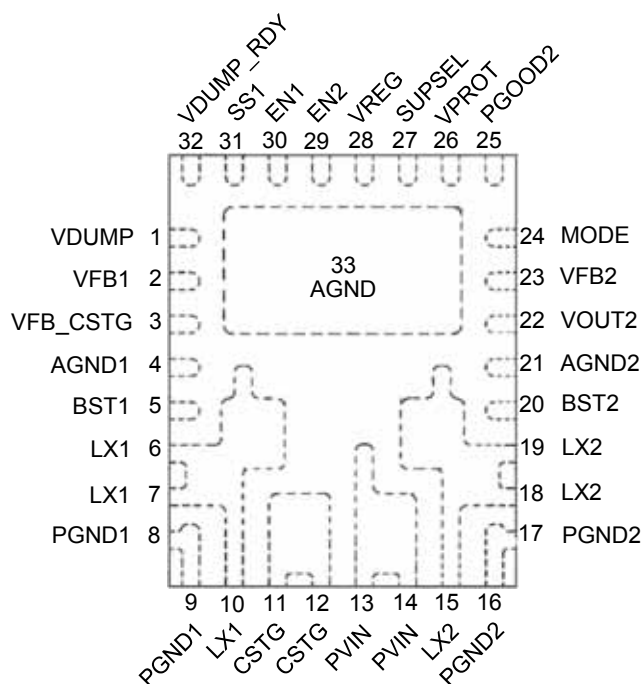 VDUMP_RDY SS1 EN1 EN2 VREG SUPSEL VPROT PGOOD2
32 31 30 29 28 27 26 25
VDUMP 1
VFB1 2
VFB_CSTG 3
AGND1 4
BST1 5
LX1 6
LX1 7
PGND1 8
33
AGND
24 MODE
23 VFB2
22 VOUT2
21 AGND2
20 BST2
19 LX2
18 LX2
17 PGND2
9 10 11 12 13 14 15 16
PGND1 LX1 CSTG CSTG PVIN PVIN LX2 PGND2